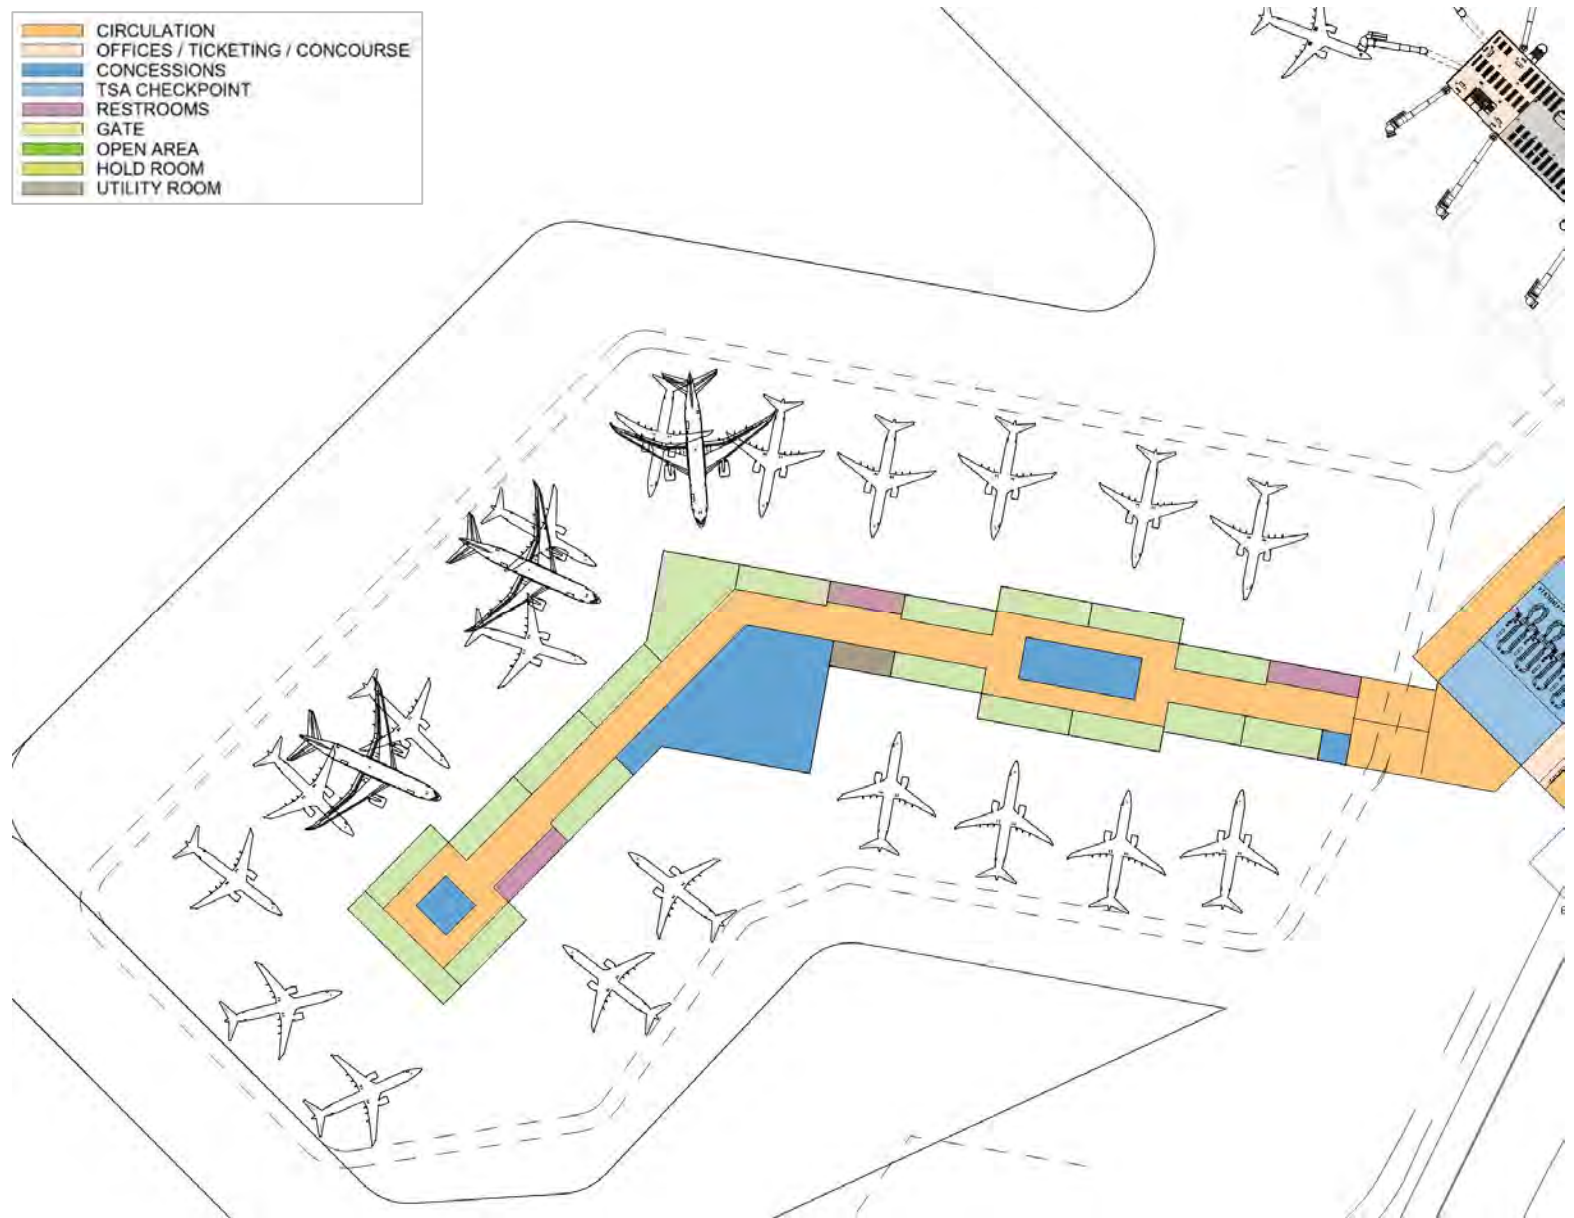 CIRCULATION
OFFICES / TICKETING / CONCOURSE
CONCESSIONS
TSA CHECKPOINT
RESTROOMS
GATE
OPEN AREA
HOLD ROOM
UTILITY ROOM